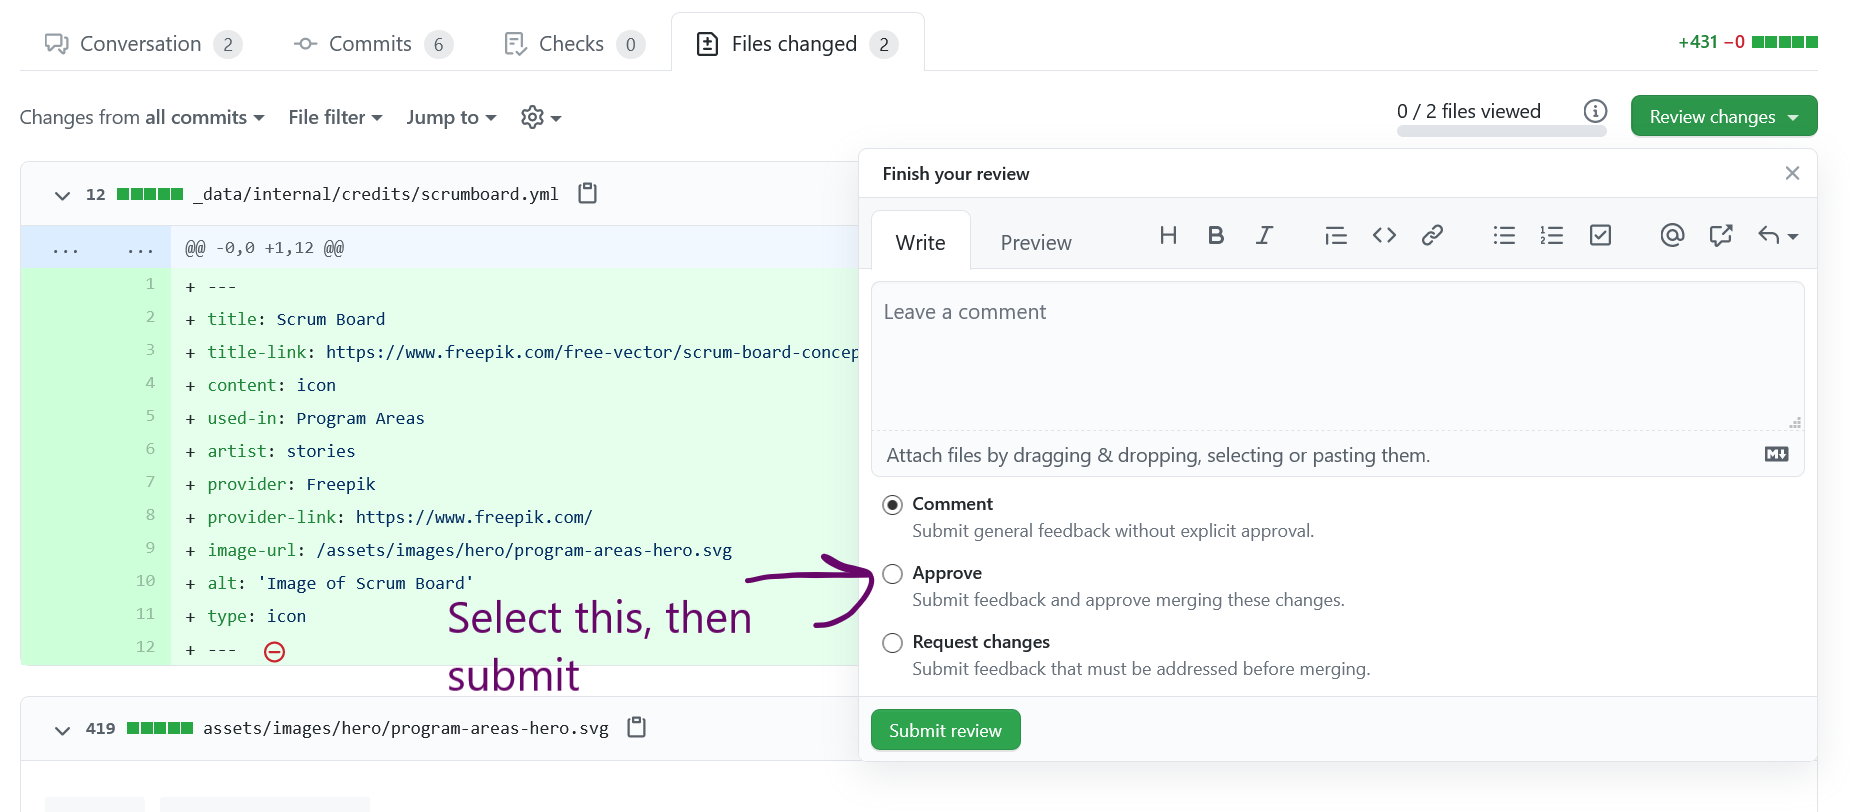 Conversation 2 Commits 6 Checks 0 Files changed 2 +431 −0
Changes from all commits File filter Jump to 0 / 2 files viewed Review changes
12 _data/internal/credits/scrumboard.yml
... ... @@ -0,0 +1,12 @@
1 + ---
2 + title: Scrum Board
3 + title-link: https://www.freepik.com/free-vector/scrum-board-concep
4 + content: icon
5 + used-in: Program Areas
6 + artist: stories
7 + provider: Freepik
8 + provider-link: https://www.freepik.com/
9 + image-url: /assets/images/hero/program-areas-hero.svg
10 + alt: 'Image of Scrum Board'
11 + type: icon
12 + ---
Select this, then
submit
419 assets/images/hero/program-areas-hero.svg
Finish your review
Write Preview
Leave a comment
Attach files by dragging & dropping, selecting or pasting them.
Comment
Submit general feedback without explicit approval.
Approve
Submit feedback and approve merging these changes.
Request changes
Submit feedback that must be addressed before merging.
Submit review